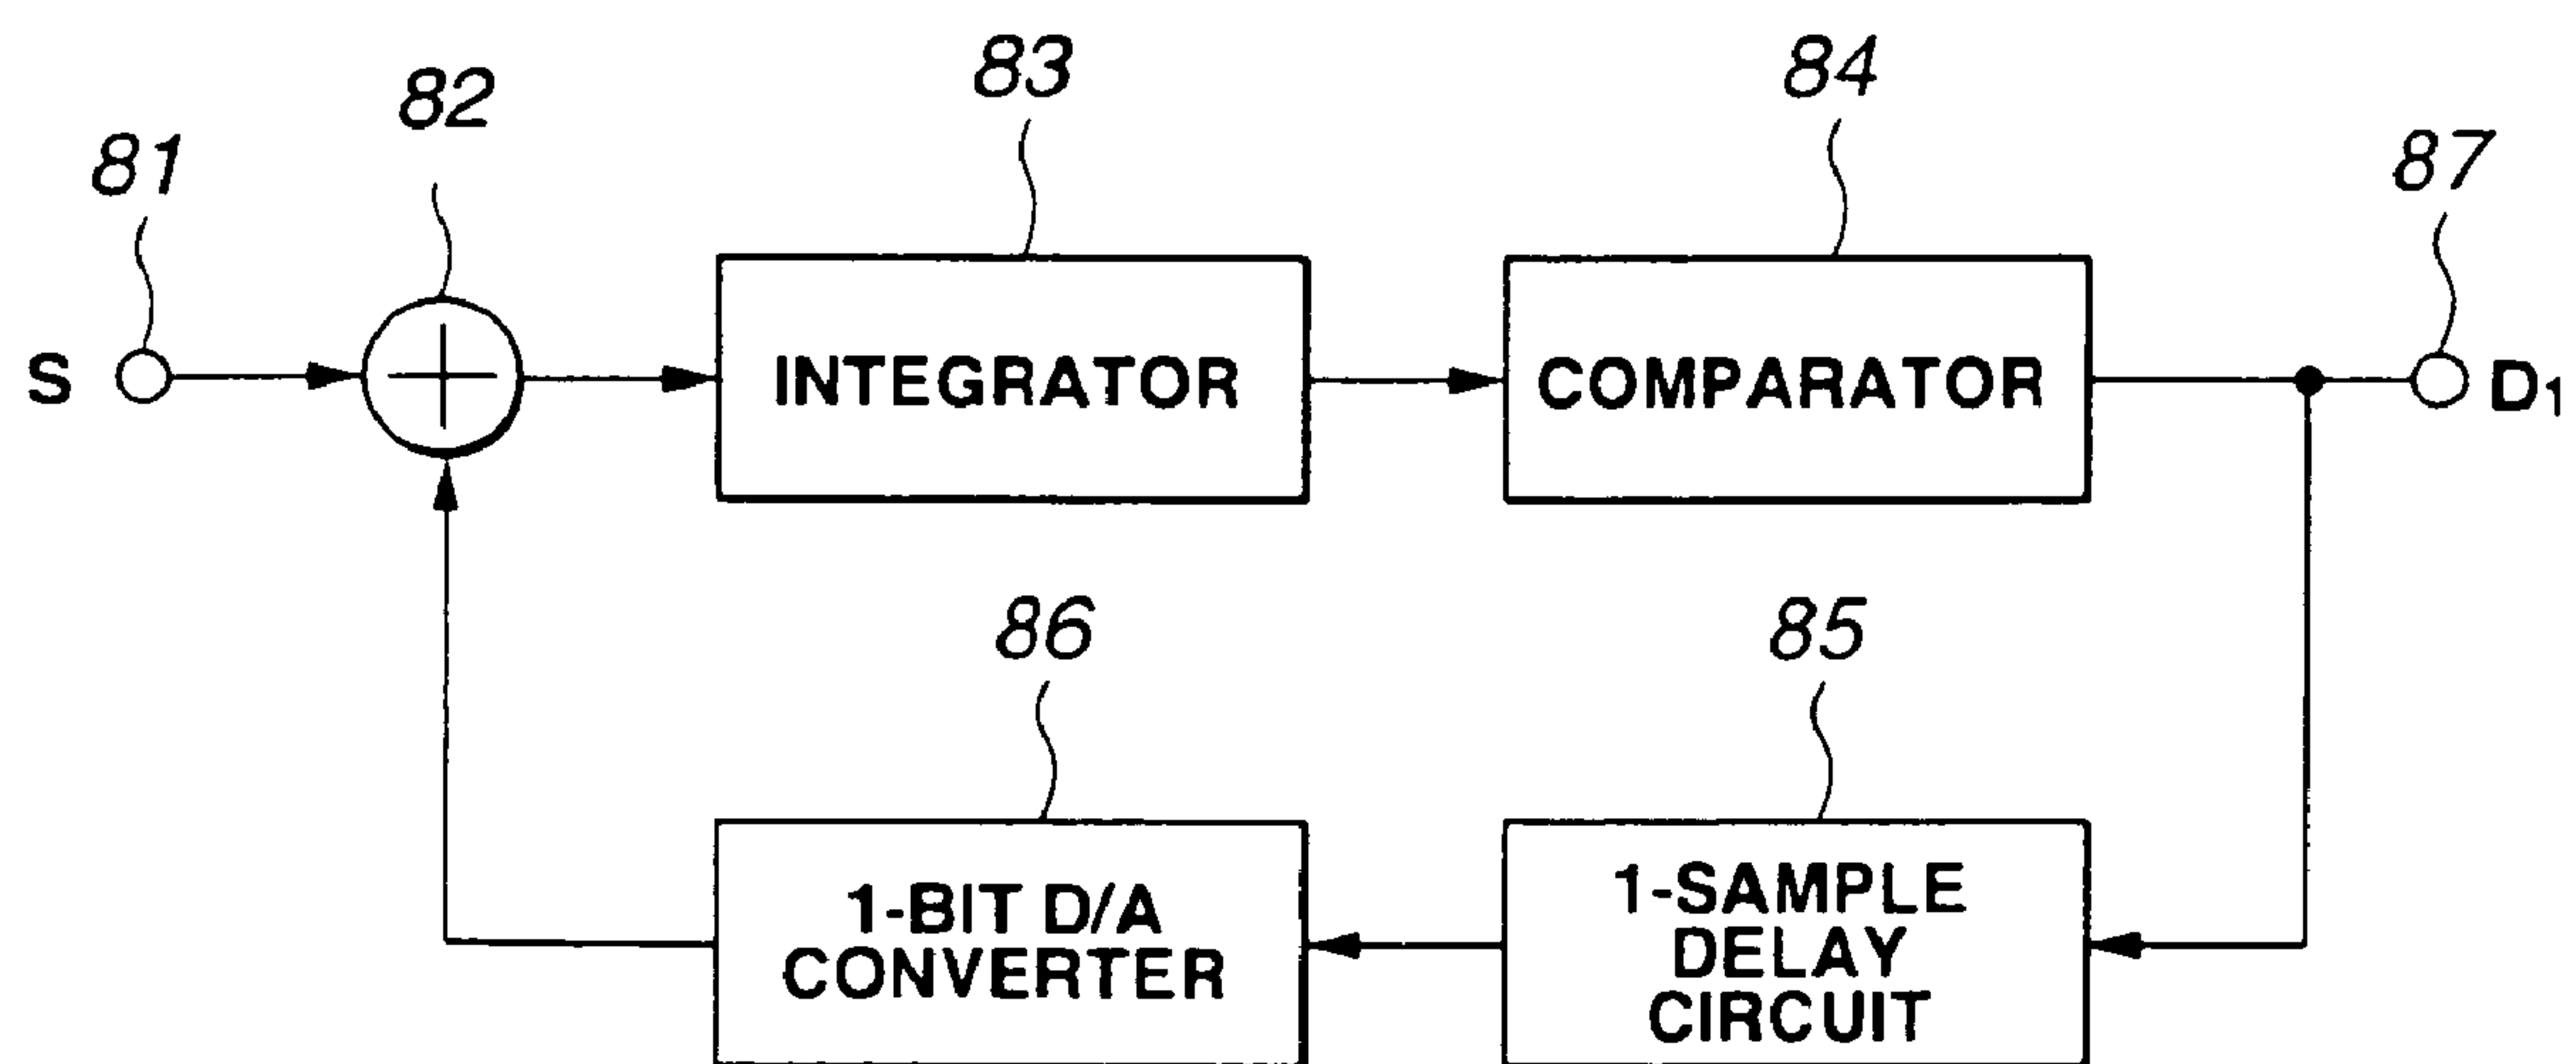 81
82
83
84
87
S
INTEGRATOR
COMPARATOR
D1
86
85
1-BIT D/A
CONVERTER
1-SAMPLE
DELAY
CIRCUIT